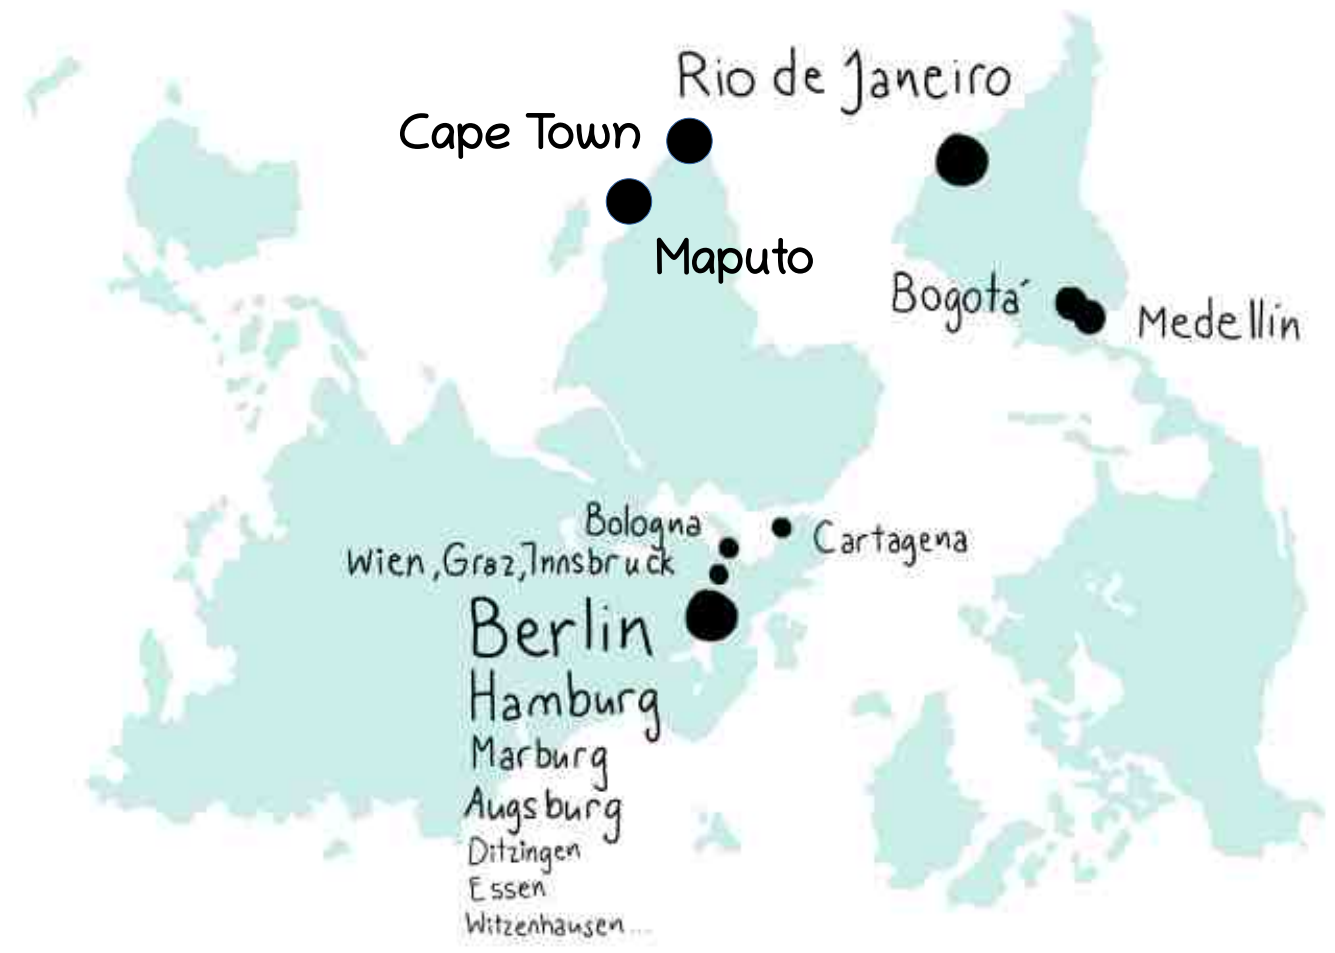 Rio de Janeiro
Cape Town
Maputo
Bogotá
Medellin
Bologna
Cartagena
Wien,Graz,Innsbruck
Berlin
Hamburg
Marburg
Augsburg
Ditzingen
Essen
Witzenhausen...